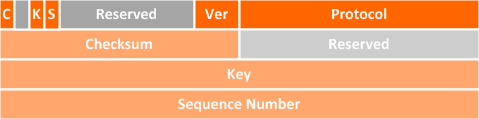 C K S Reserved Ver Protocol
Checksum Reserved
Key
Sequence Number